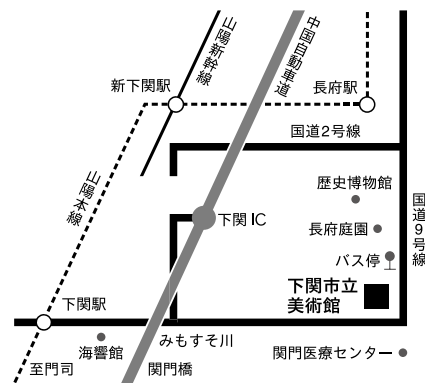 山陽新幹線
中国自動車道
新下関駅
長府駅
国道2号線
歴史博物館
山陽本線
国道9号線
下関IC
長府庭園
バス停
下関市立
美術館
下関駅
みもすそ川
海響館
関門医療センター
至門司
関門橋